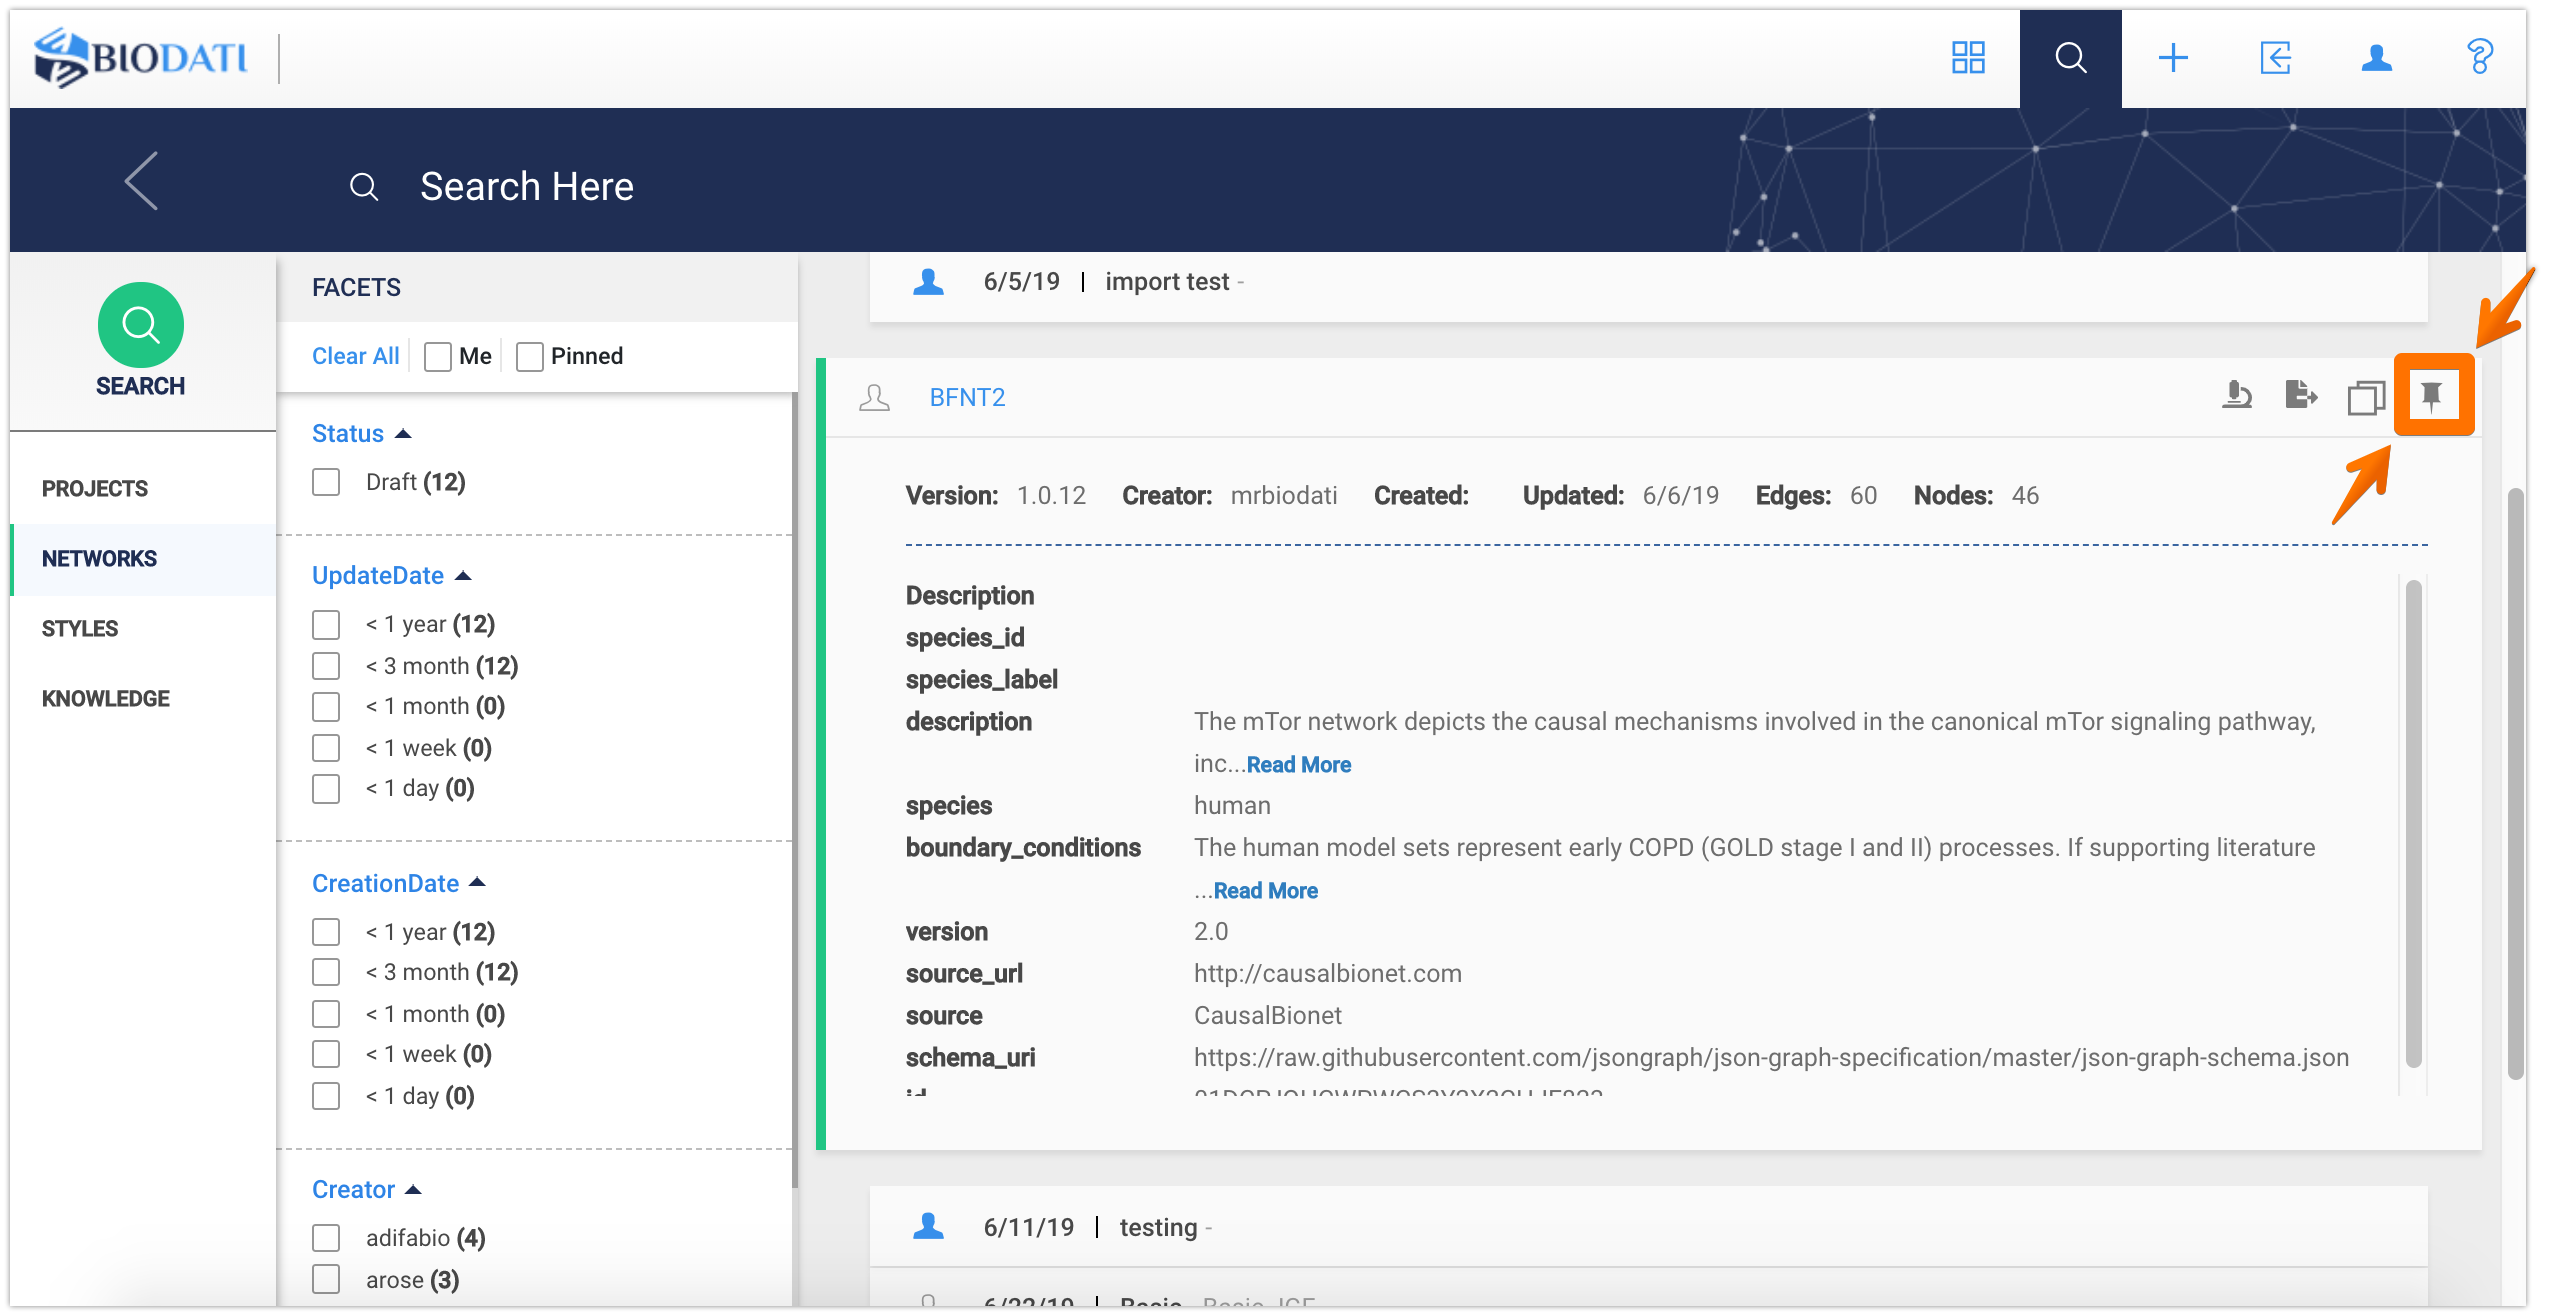 BIODATI
Search Here
SEARCH
PROJECTS
NETWORKS
STYLES
KNOWLEDGE
FACETS
Clear All Me Pinned
Status
Draft (12)
UpdateDate
< 1 year (12)
< 3 month (12)
< 1 month (0)
< 1 week (0)
< 1 day (0)
CreationDate
< 1 year (12)
< 3 month (12)
< 1 month (0)
< 1 week (0)
< 1 day (0)
Creator
adifabio (4)
arose (3)
6/5/19 | import test -
BFNT2
Version: 1.0.12 Creator: mrbiodati Created: Updated: 6/6/19 Edges: 60 Nodes: 46
Description
species_id
species_label
description The mTor network depicts the causal mechanisms involved in the canonical mTor signaling pathway,
inc...Read More
species human
boundary_conditions The human model sets represent early COPD (GOLD stage I and II) processes. If supporting literature
...Read More
version 2.0
source_url http://causalbionet.com
source CausalBionet
schema_uri https://raw.githubusercontent.com/jsongraph/json-graph-specification/master/json-graph-schema.json
id
6/11/19 | testing -
6/22/19 | Basic